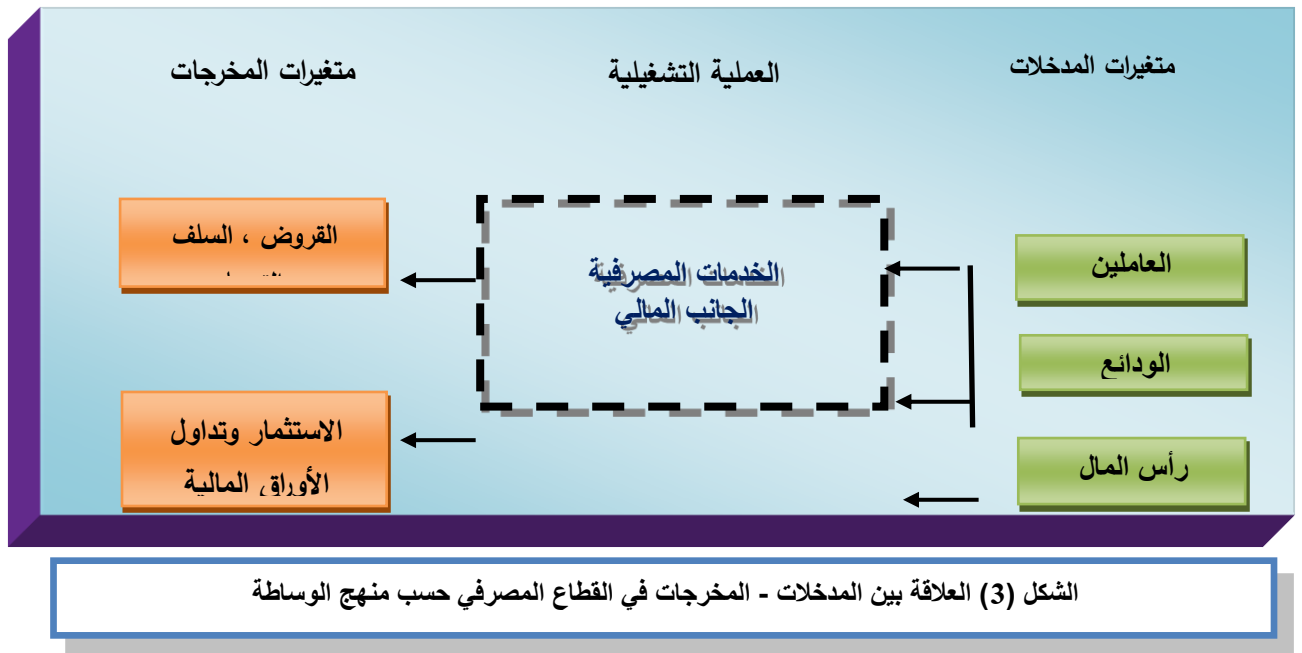 متغيرات المدخلات
العملية التشغيلية
متغيرات المخرجات
العاملين
الودائع
رأس المال
الخدمات المصرفية
الجانب المالي
القروض ، السلف
الاستثمار وتداول
الأوراق المالية
الشكل (3) العلاقة بين المدخلات - المخرجات في القطاع المصرفي حسب منهج الوساطة